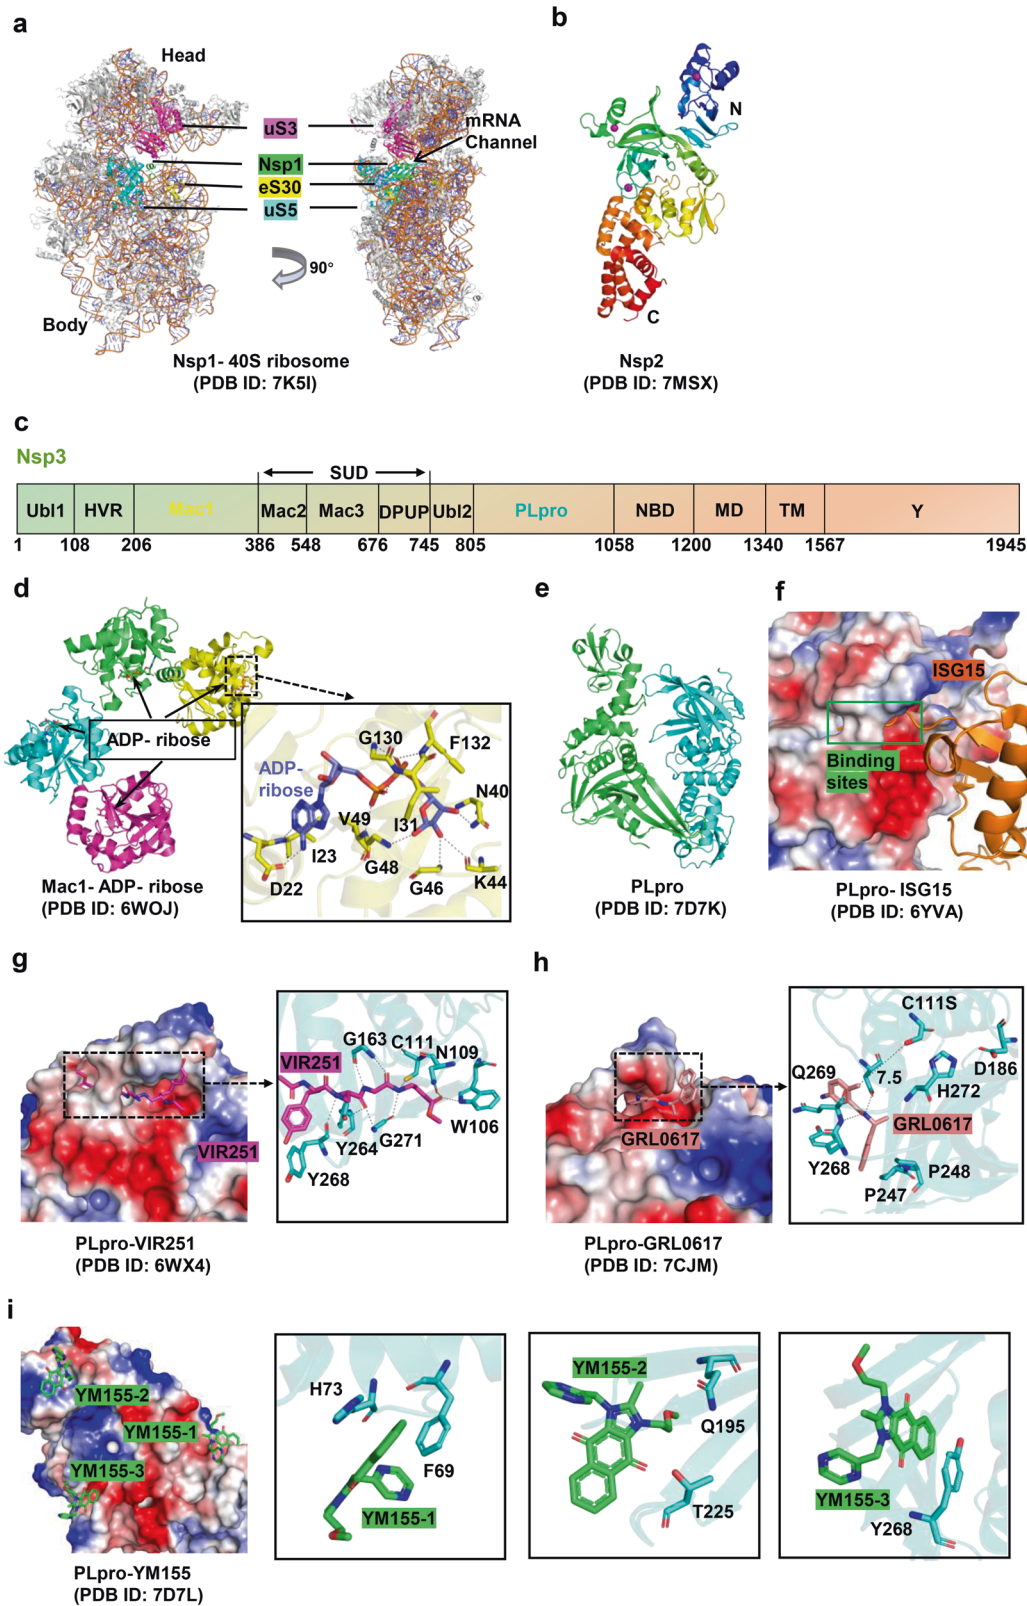 a
Head
uS3
mRNA
Channel
Nsp1
eS30
uS5
90°
Body
Nsp1- 40S ribosome
(PDB ID: 7K5I)
b
N
C
Nsp2
(PDB ID: 7MSX)
c
Nsp3
SUD
Ubl1 HVR Mac1 Mac2 Mac3 DPUP Ubl2 PLpro NBD MD TM Y
1 108 206 386 548 676 745 805 1058 1200 1340 1567 1945
d
ADP- ribose
Mac1- ADP- ribose
(PDB ID: 6WOJ)
G130
F132
ADP-
ribose
N40
V49
I31
I23
G48
D22
G46
K44
e
PLpro
(PDB ID: 7D7K)
f
ISG15
Binding
sites
PLpro- ISG15
(PDB ID: 6YVA)
g
VIR251
PLpro-VIR251
(PDB ID: 6WX4)
G163
C111
N109
VIR251
W106
Y264
G271
Y268
h
GRL0617
PLpro-GRL0617
(PDB ID: 7CJM)
C111S
Q269
7.5
D186
H272
GRL0617
Y268
P248
P247
i
YM155-2
YM155-1
YM155-3
PLpro-YM155
(PDB ID: 7D7L)
H73
F69
YM155-1
YM155-2
Q195
T225
YM155-3
Y268